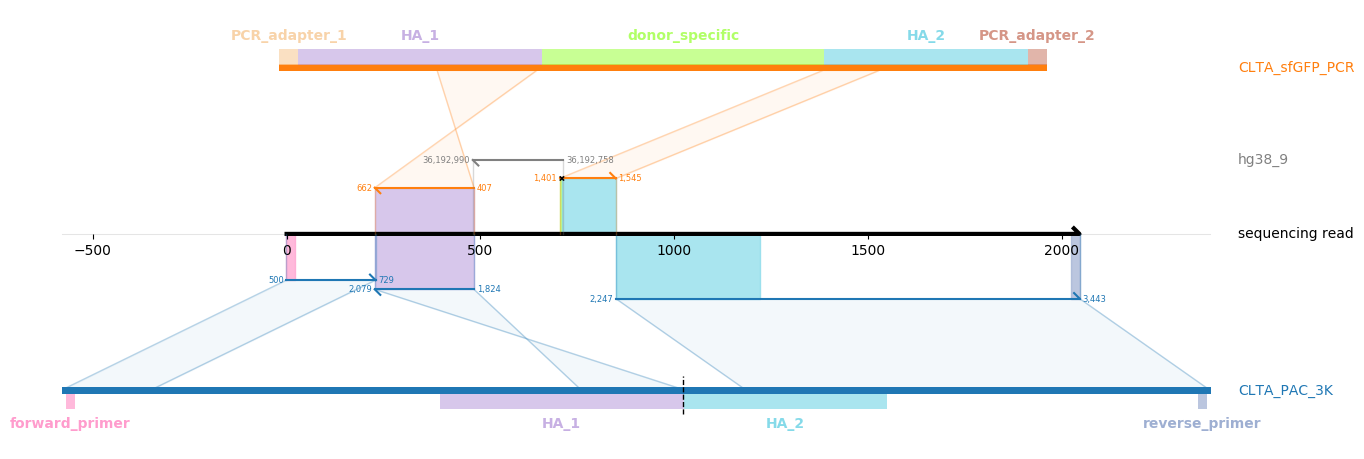 PCR_adapter_1 HA_1 donor_specific HA_2 PCR_adapter_2
CLTA_sfGFP_PCR
36,192,990 36,192,758 hg38_9
1,401 1,545
662 407
sequencing read
−500 0 500 1000 1500 2000
500 729
2,079 1,824
2,247 3,443
CLTA_PAC_3K
forward_primer HA_1 HA_2 reverse_primer